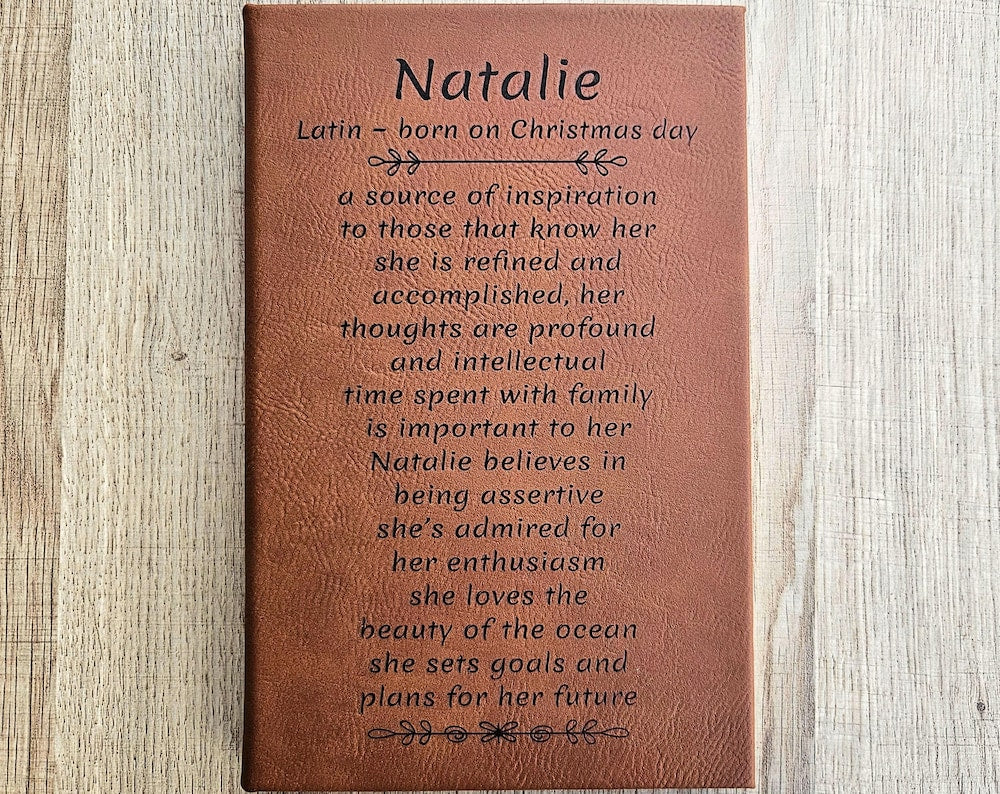 Natalie
Latin – born on Christmas day
a source of inspiration
to those that know her
she is refined and
accomplished, her
thoughts are profound
and intellectual
time spent with family
is important to her
Natalie believes in
being assertive
she's admired for
her enthusiasm
she loves the
beauty of the ocean
she sets goals and
plans for her future